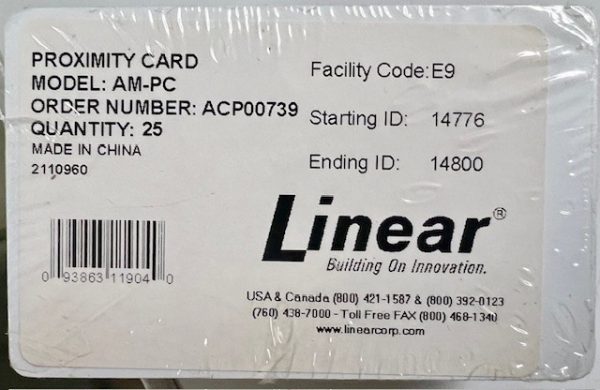 PROXIMITY CARD
MODEL: AM-PC
ORDER NUMBER: ACP00739
QUANTITY: 25
MADE IN CHINA
2110960
Facility Code: E9
Starting ID: 14776
Ending ID: 14800
0 93863 11904 0
Linear®
Building On Innovation.
USA & Canada (800) 421-1587 & (800) 392-0123
(760) 438-7000 - Toll Free FAX (800) 468-1340
www.linearcorp.com